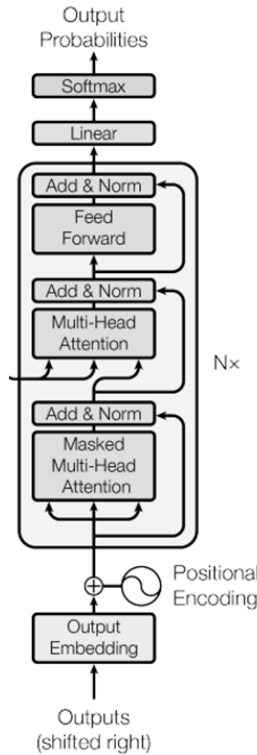 Output
Probabilities
Softmax
Linear
Add & Norm
Feed
Forward
Add & Norm
Multi-Head
Attention
N×
Add & Norm
Masked
Multi-Head
Attention
Positional
Encoding
Output
Embedding
Outputs
(shifted right)